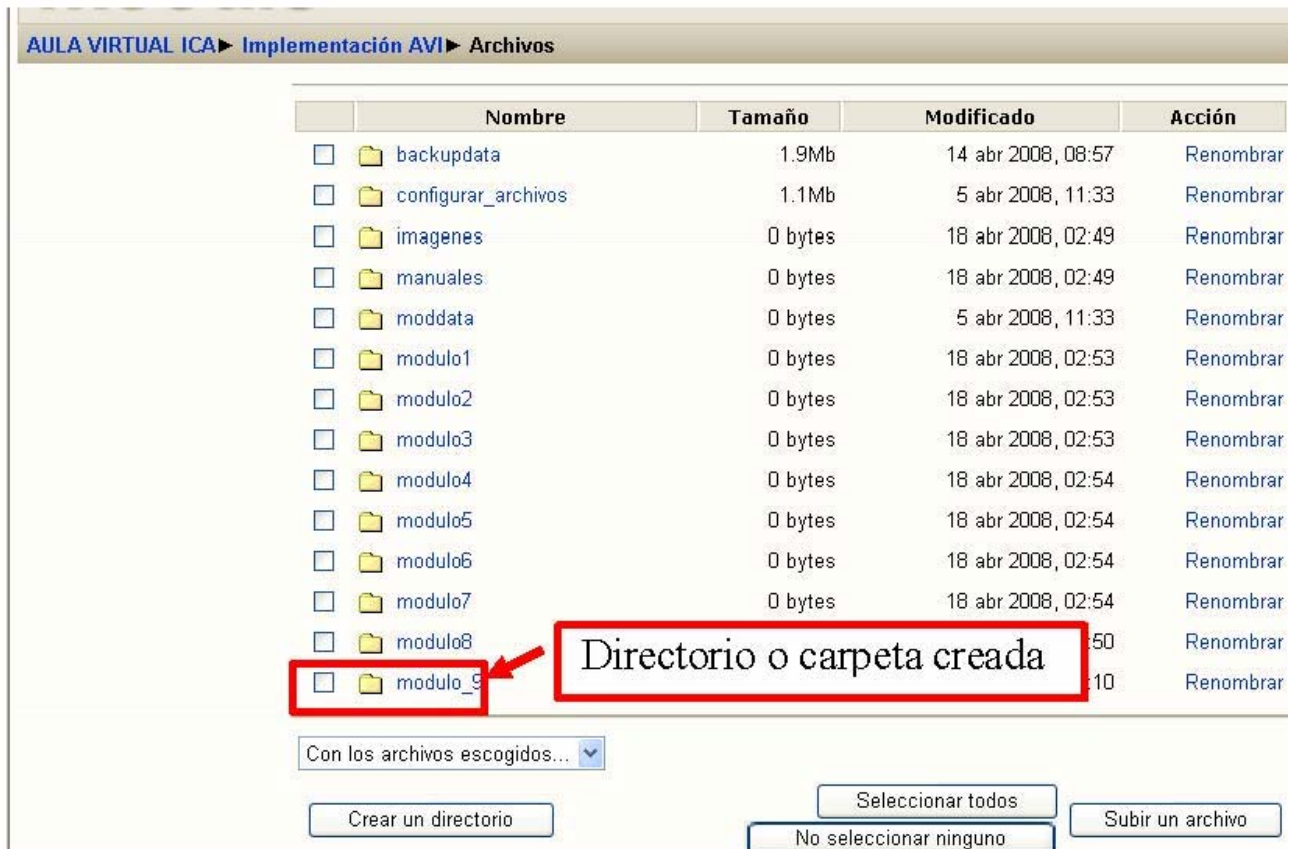 AULA VIRTUAL ICA► Implementación AVI► Archivos
Nombre Tamaño Modificado Acción
backupdata 1.9Mb 14 abr 2008, 08:57 Renombrar
configurar_archivos 1.1Mb 5 abr 2008, 11:33 Renombrar
imagenes 0 bytes 18 abr 2008, 02:49 Renombrar
manuales 0 bytes 18 abr 2008, 02:49 Renombrar
moddata 0 bytes 5 abr 2008, 11:33 Renombrar
modulo1 0 bytes 18 abr 2008, 02:53 Renombrar
modulo2 0 bytes 18 abr 2008, 02:53 Renombrar
modulo3 0 bytes 18 abr 2008, 02:53 Renombrar
modulo4 0 bytes 18 abr 2008, 02:54 Renombrar
modulo5 0 bytes 18 abr 2008, 02:54 Renombrar
modulo6 0 bytes 18 abr 2008, 02:54 Renombrar
modulo7 0 bytes 18 abr 2008, 02:54 Renombrar
modulo8 :50 Renombrar
Directorio o carpeta creada
modulo_9 :10 Renombrar
Con los archivos escogidos...
Seleccionar todos
Crear un directorio Subir un archivo
No seleccionar ninguno